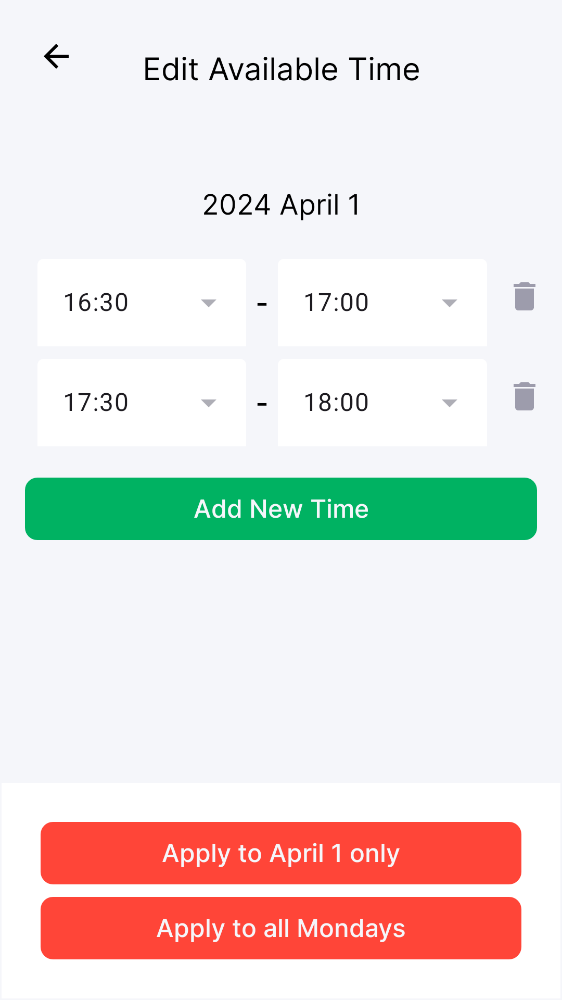 Edit Available Time
2024 April 1
16:30 - 17:00
17:30 - 18:00
Add New Time
Apply to April 1 only
Apply to all Mondays